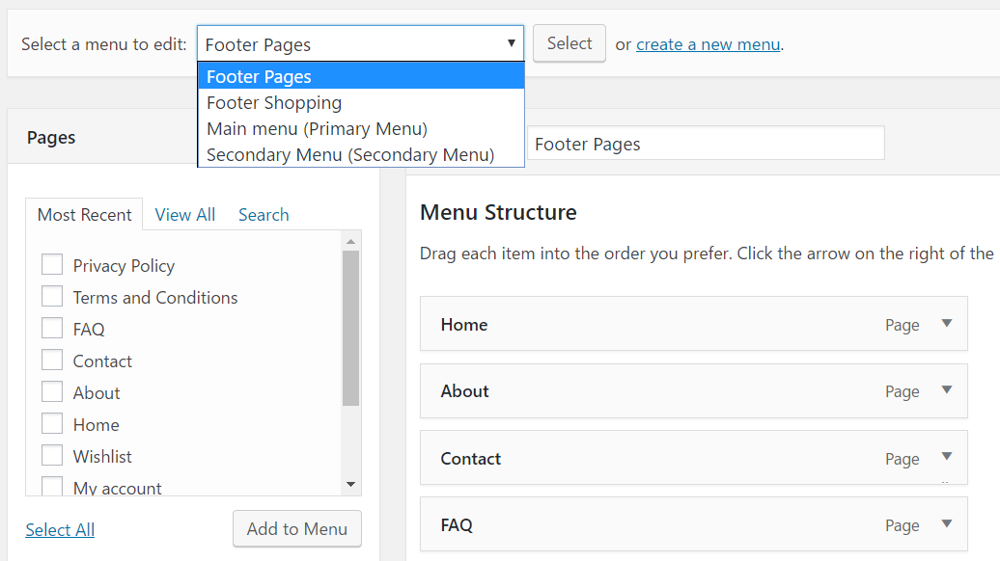 Select a menu to edit: Footer Pages Select or create a new menu.
Footer Pages
Footer Shopping
Main menu (Primary Menu)
Secondary Menu (Secondary Menu)
Pages
Footer Pages
Most Recent View All Search
Privacy Policy
Terms and Conditions
FAQ
Contact
About
Home
Wishlist
My account
Select All Add to Menu
Menu Structure
Drag each item into the order you prefer. Click the arrow on the right of the
Home Page
About Page
Contact Page
FAQ Page